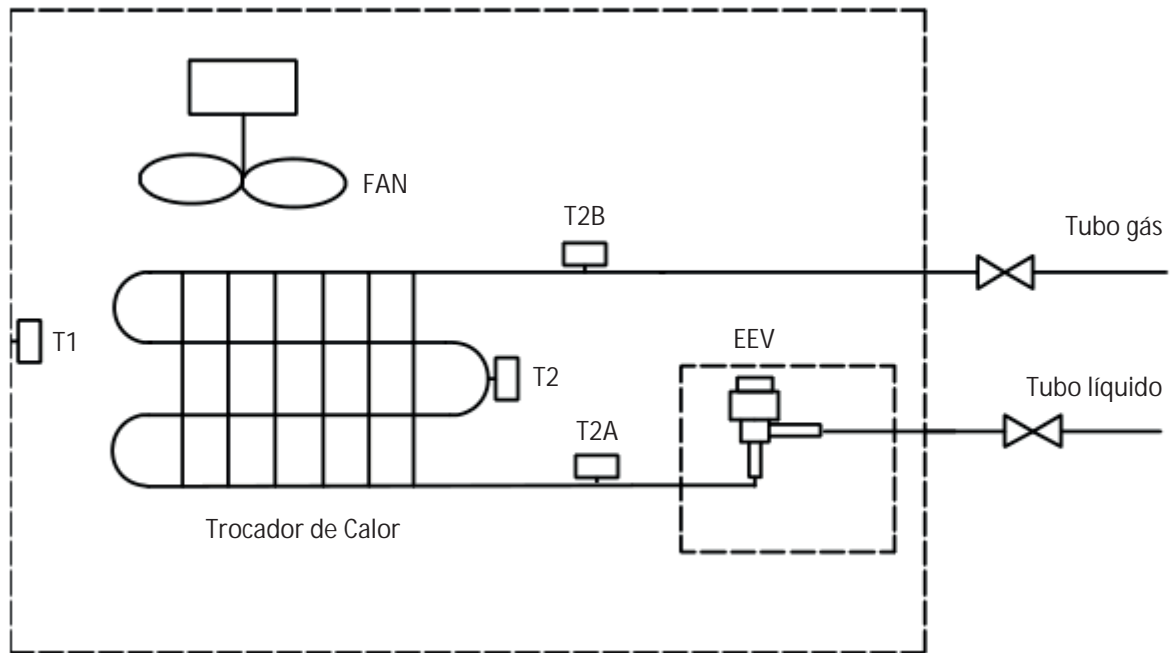 FAN
T2B
Tubo gás
T1
EEV
T2
Tubo líquido
T2A
Trocador de Calor